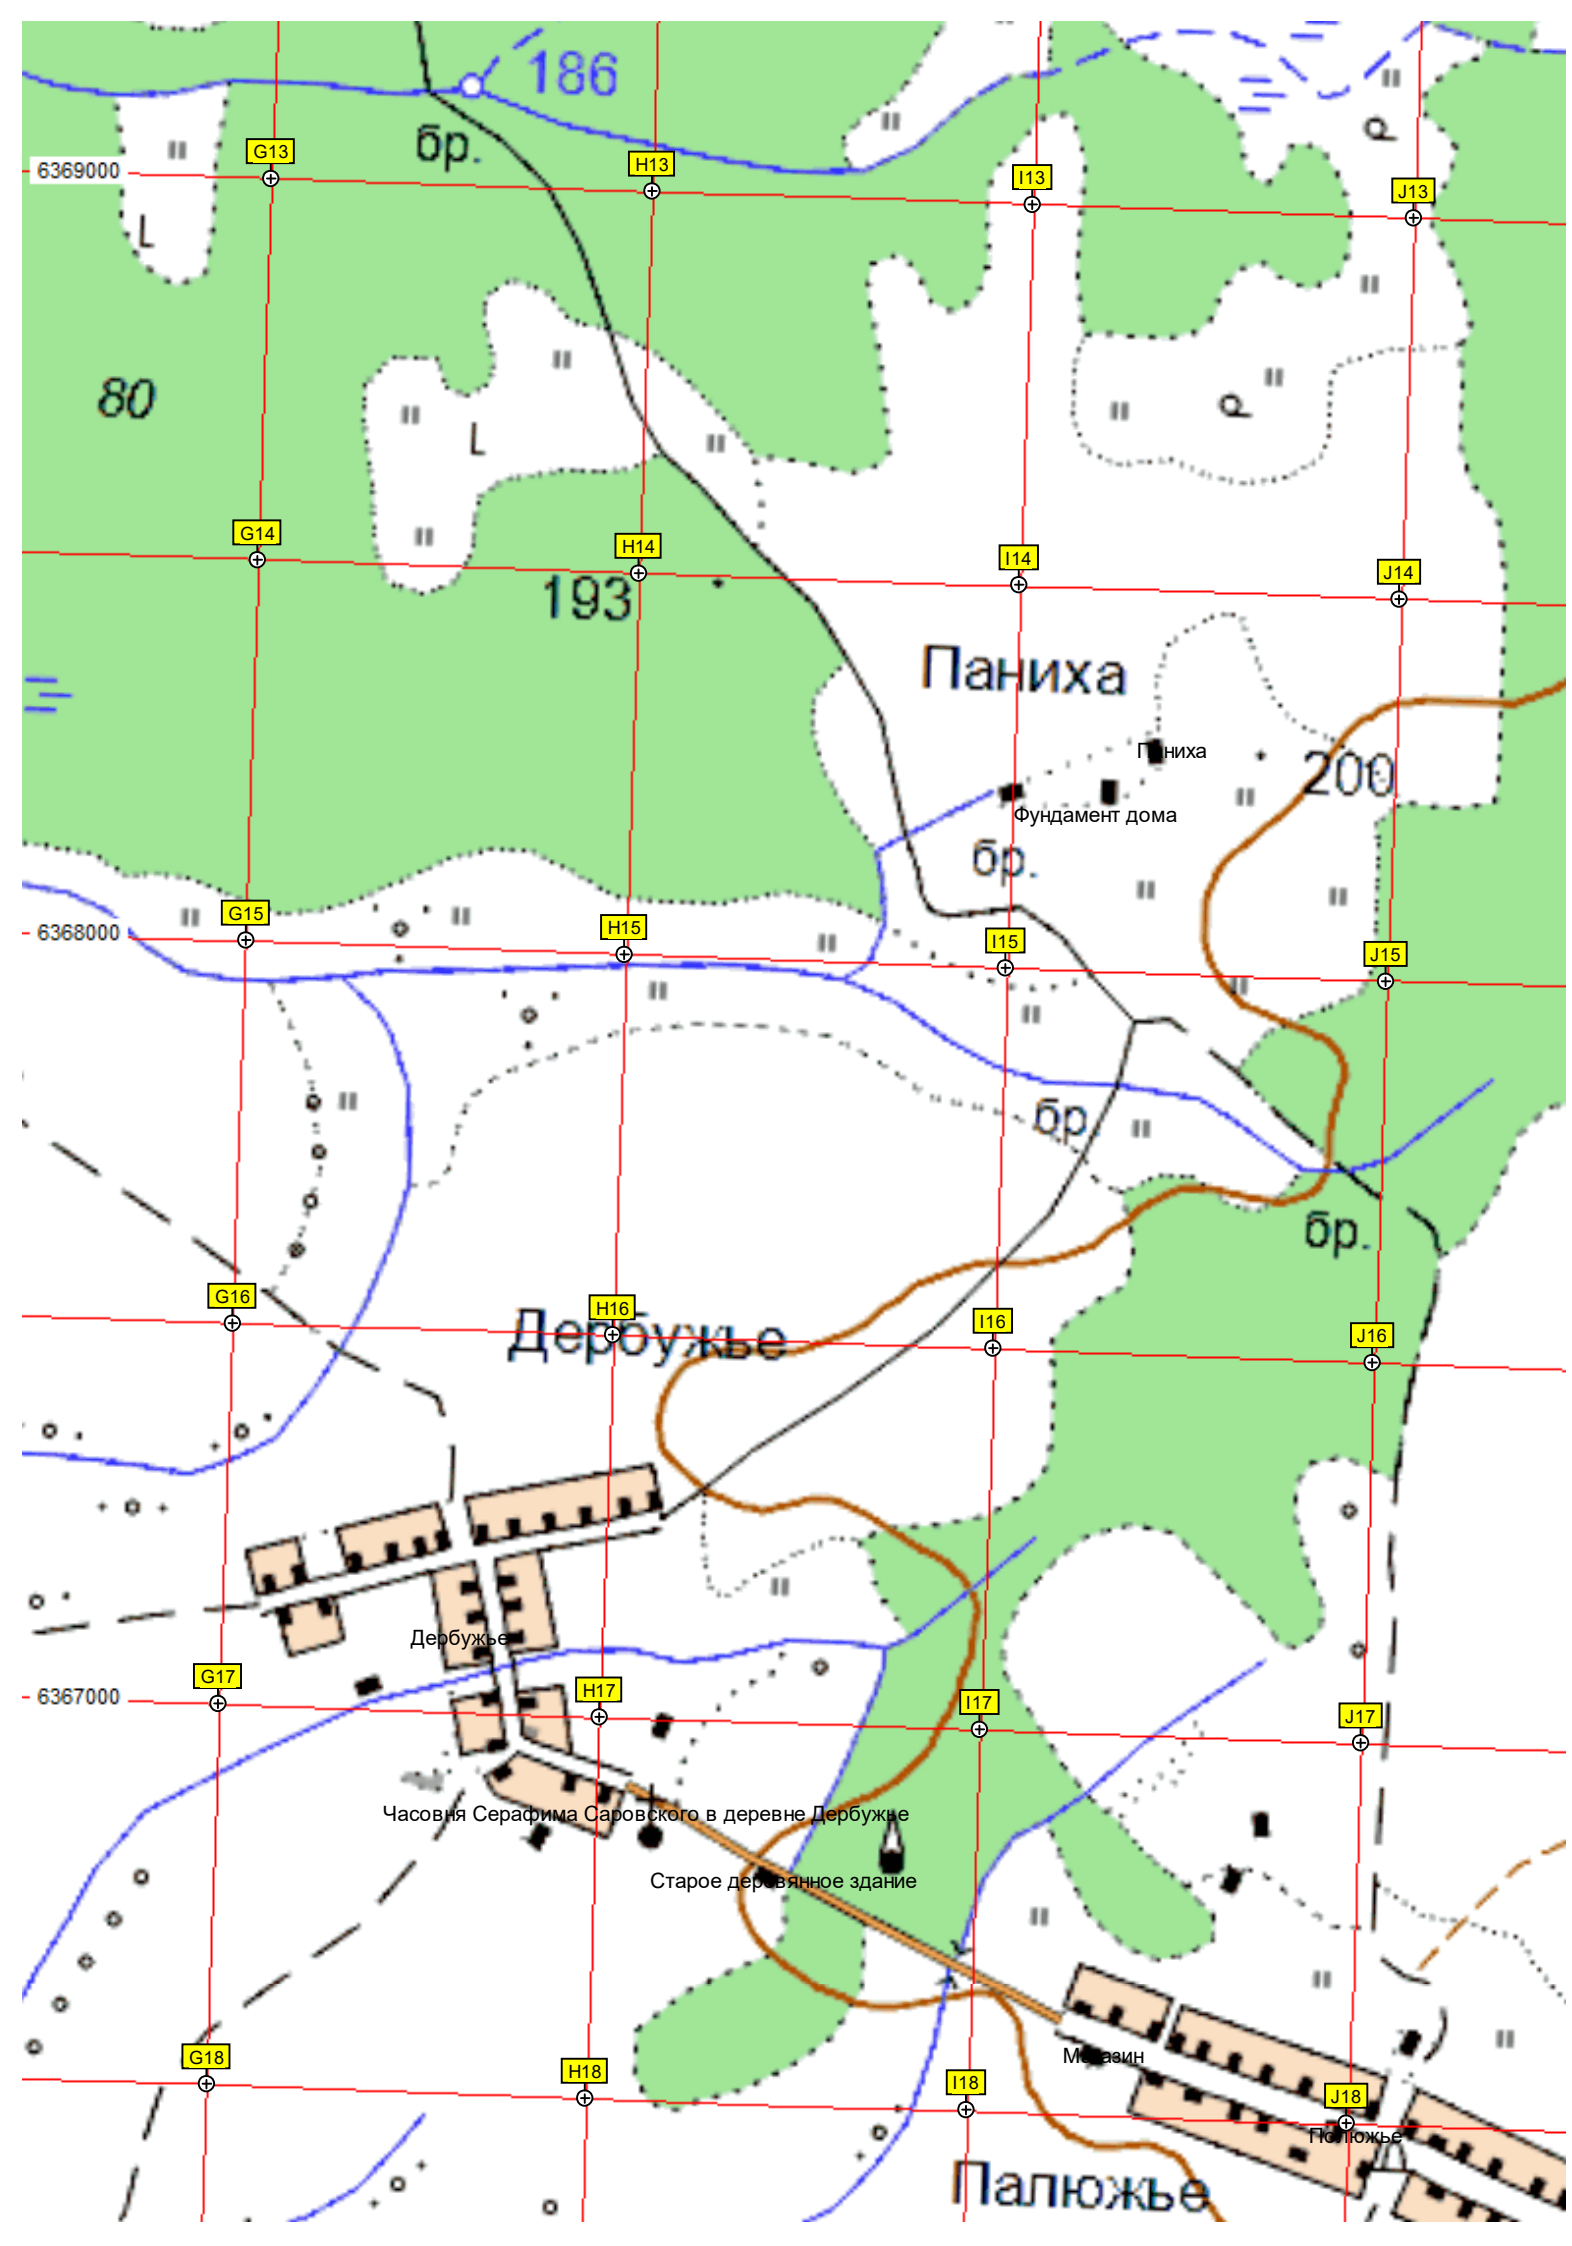 186
бр.
G13
H13
6369000
I13
J13
80
G14
H14
I14
J14
193
Паниха
Паниха
200
Фундамент дома
бр.
G15
H15
6368000
I15
J15
бр
бр.
G16
H16
I16
J16
Дербужье
Дербужье
G17
H17
6367000
I17
J17
Часовня Серафима Саровского в деревне Дербужье
Старое деревянное здание
G18
Магазин
H18
I18
J18
Полюжье
Палюжье